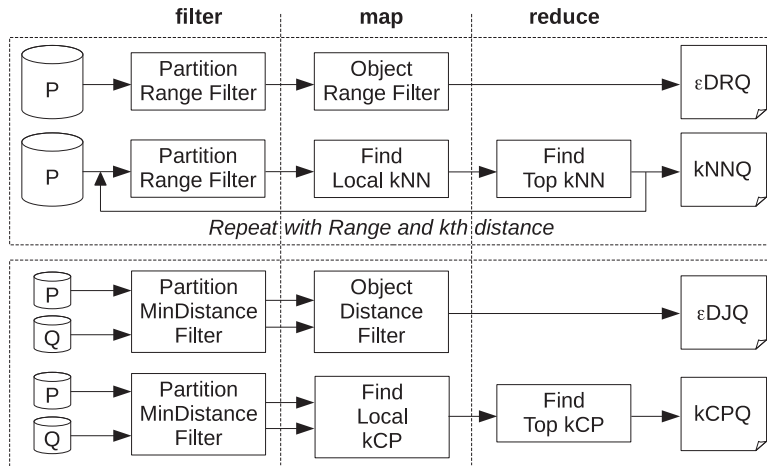 filter
map
reduce
P
Partition
Range Filter
Object
Range Filter
εDRQ
P
Partition
Range Filter
Find
Local kNN
Find
Top kNN
kNNQ
Repeat with Range and kth distance
P
Q
Partition
MinDistance
Filter
Object
Distance
Filter
εDJQ
P
Q
Partition
MinDistance
Filter
Find
Local
kCP
Find
Top kCP
kCPQ